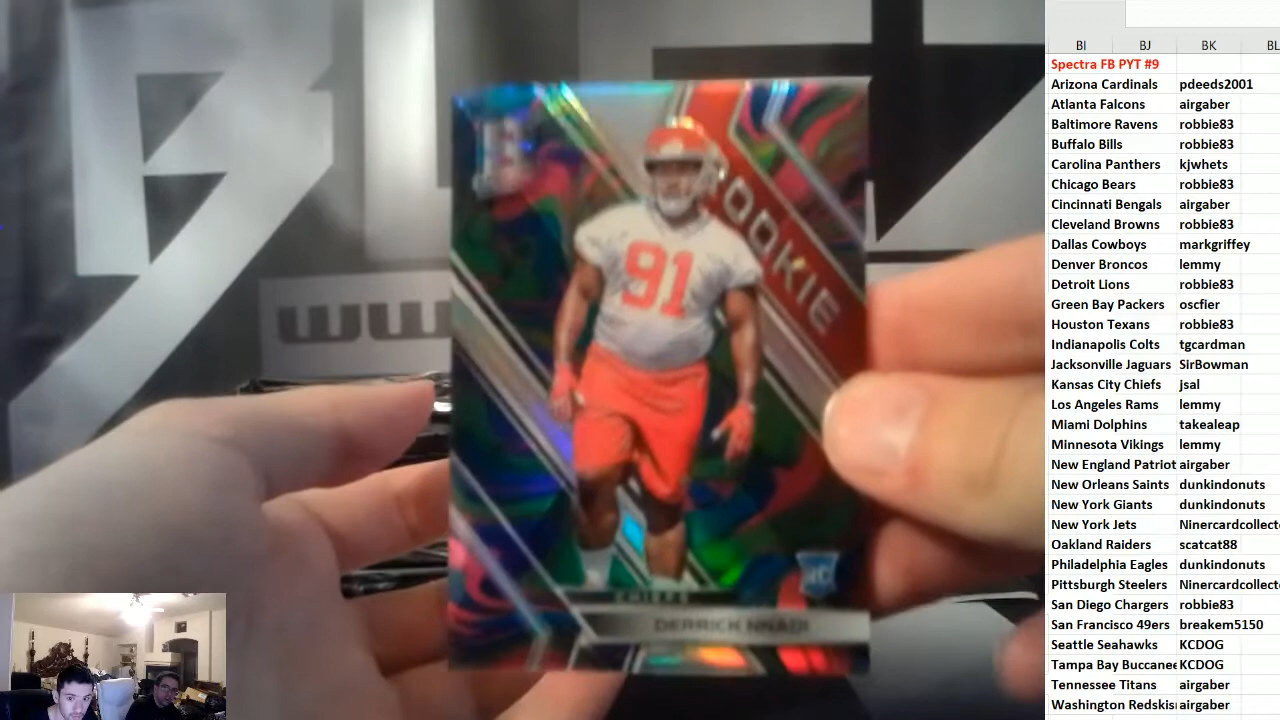 ROOKIE
91
CHIEFS
DERRICK NNADI
RC
BI BJ BK BL
Spectra FB PYT #9
Arizona Cardinals pdeeds2001
Atlanta Falcons airgaber
Baltimore Ravens robbie83
Buffalo Bills robbie83
Carolina Panthers kjwhets
Chicago Bears robbie83
Cincinnati Bengals airgaber
Cleveland Browns robbie83
Dallas Cowboys markgriffey
Denver Broncos lemmy
Detroit Lions robbie83
Green Bay Packers oscfier
Houston Texans robbie83
Indianapolis Colts tgcardman
Jacksonville Jaguars SirBowman
Kansas City Chiefs jsal
Los Angeles Rams lemmy
Miami Dolphins takealeap
Minnesota Vikings lemmy
New England Patriot airgaber
New Orleans Saints dunkindonuts
New York Giants dunkindonuts
New York Jets Ninercardcollect
Oakland Raiders scatcat88
Philadelphia Eagles dunkindonuts
Pittsburgh Steelers Ninercardcollect
San Diego Chargers robbie83
San Francisco 49ers breakem5150
Seattle Seahawks KCDOG
Tampa Bay Buccanee KCDOG
Tennessee Titans airgaber
Washington Redskis airgaber